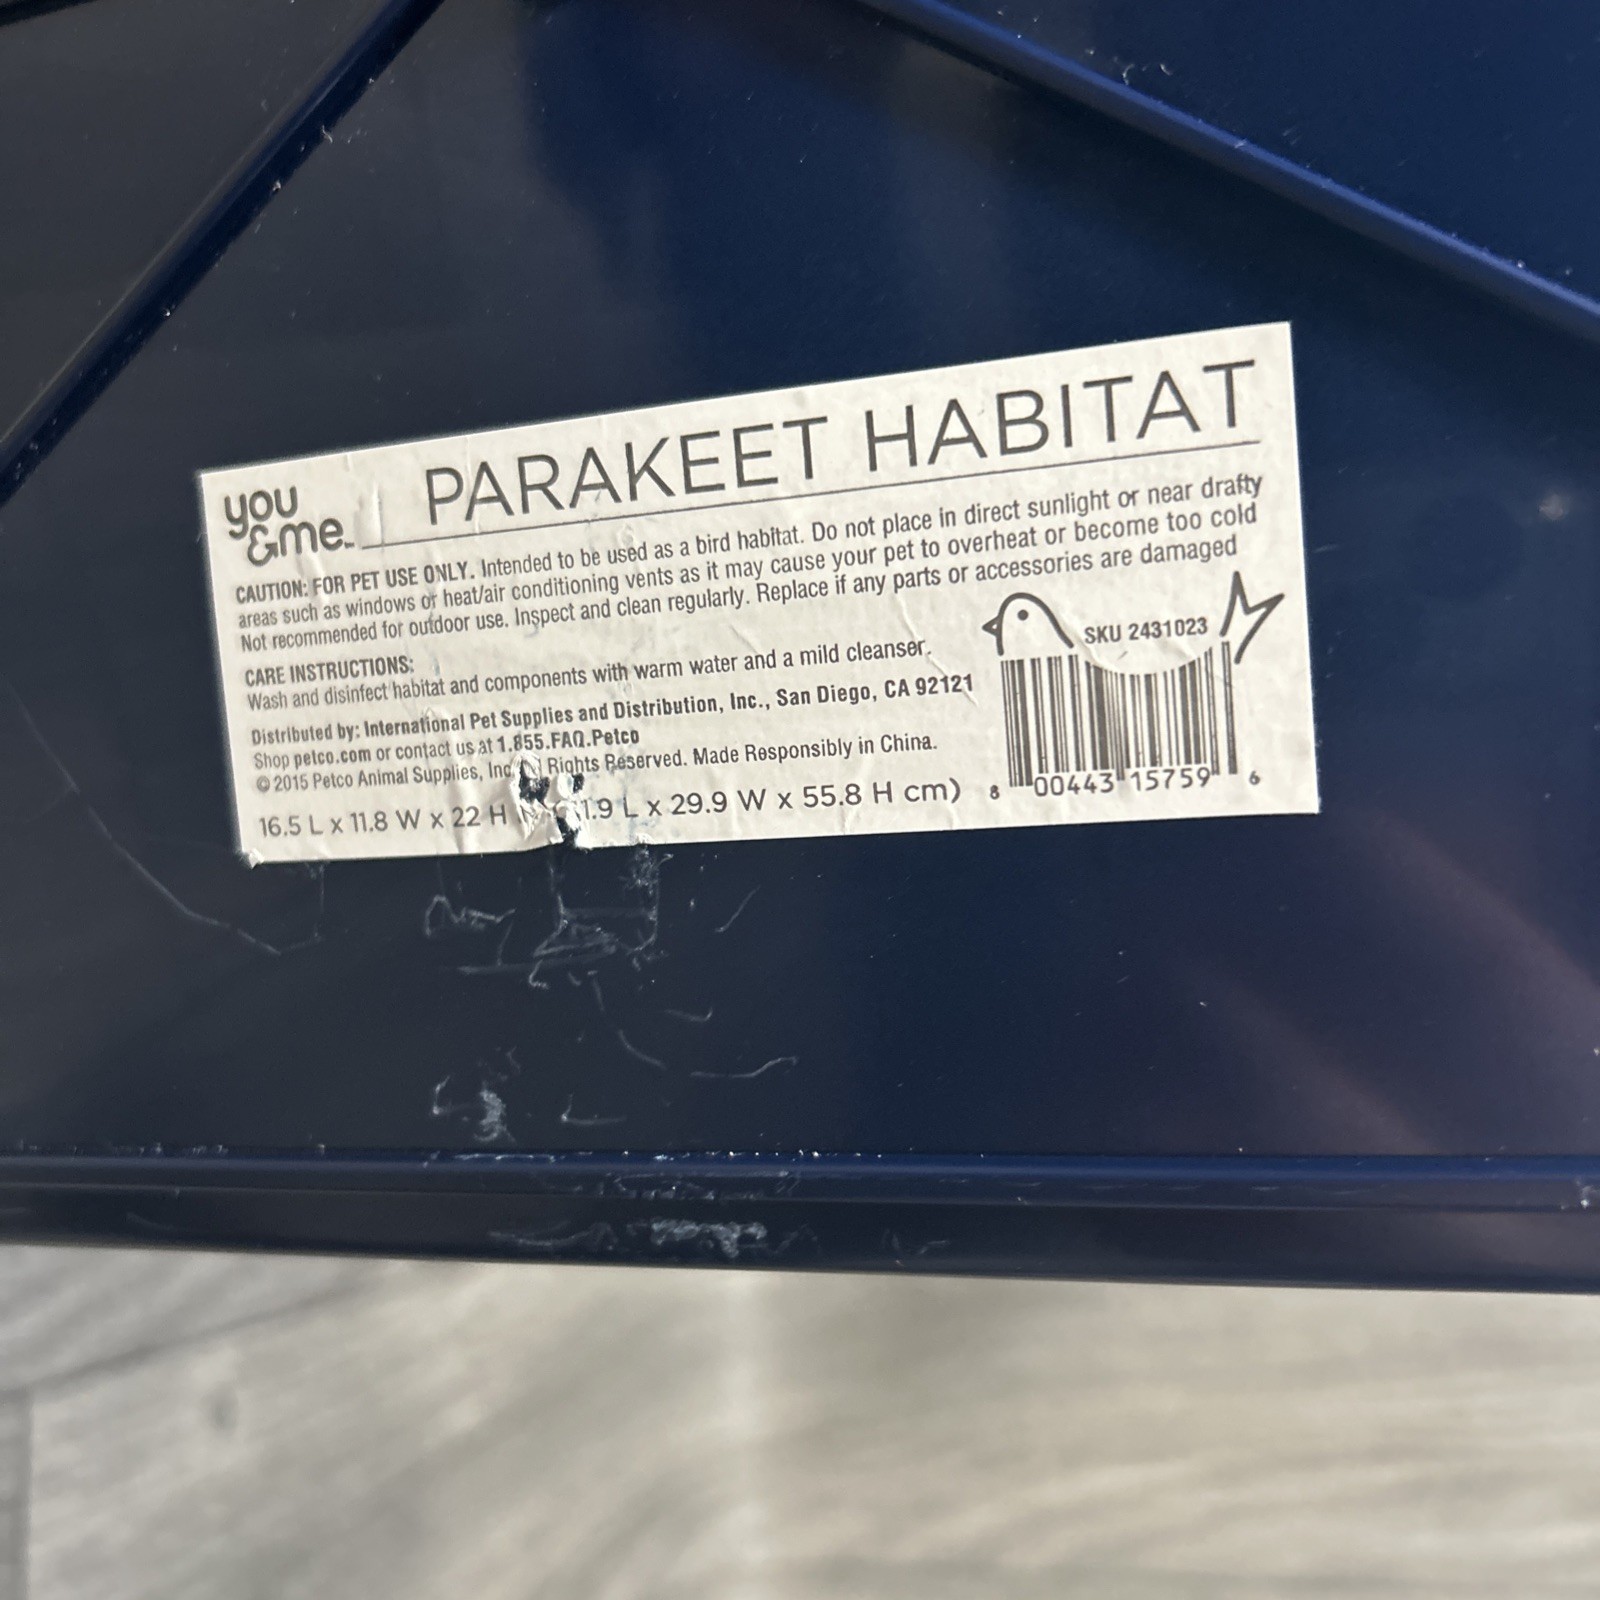 you
&me™
PARAKEET HABITAT
CAUTION: FOR PET USE ONLY. Intended to be used as a bird habitat. Do not place in direct sunlight or near drafty
areas such as windows or heat/air conditioning vents as it may cause your pet to overheat or become too cold
Not recommended for outdoor use. Inspect and clean regularly. Replace if any parts or accessories are damaged
CARE INSTRUCTIONS:
Wash and disinfect habitat and components with warm water and a mild cleanser.
Distributed by: International Pet Supplies and Distribution, Inc., San Diego, CA 92121
Shop petco.com or contact us at 1.855.FAQ.Petco
© 2015 Petco Animal Supplies, Inc. Rights Reserved. Made Responsibly in China.
16.5 L x 11.8 W x 22 H 1.9 L x 29.9 W x 55.8 H cm)
SKU 2431023
8 00443 15759 6